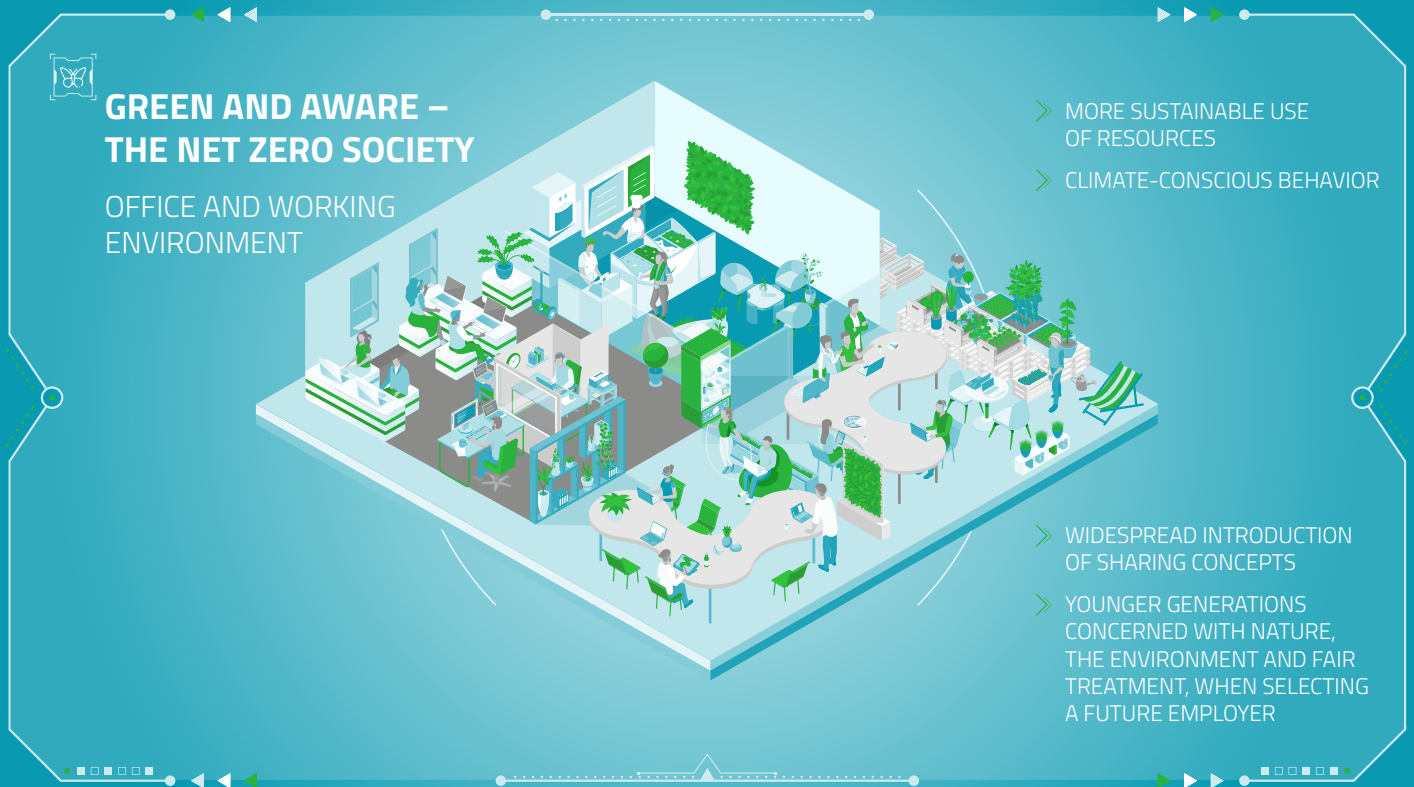 GREEN AND AWARE –
THE NET ZERO SOCIETY
OFFICE AND WORKING
ENVIRONMENT
MORE SUSTAINABLE USE
OF RESOURCES
CLIMATE-CONSCIOUS BEHAVIOR
WIDESPREAD INTRODUCTION
OF SHARING CONCEPTS
YOUNGER GENERATIONS
CONCERNED WITH NATURE,
THE ENVIRONMENT AND FAIR
TREATMENT, WHEN SELECTING
A FUTURE EMPLOYER